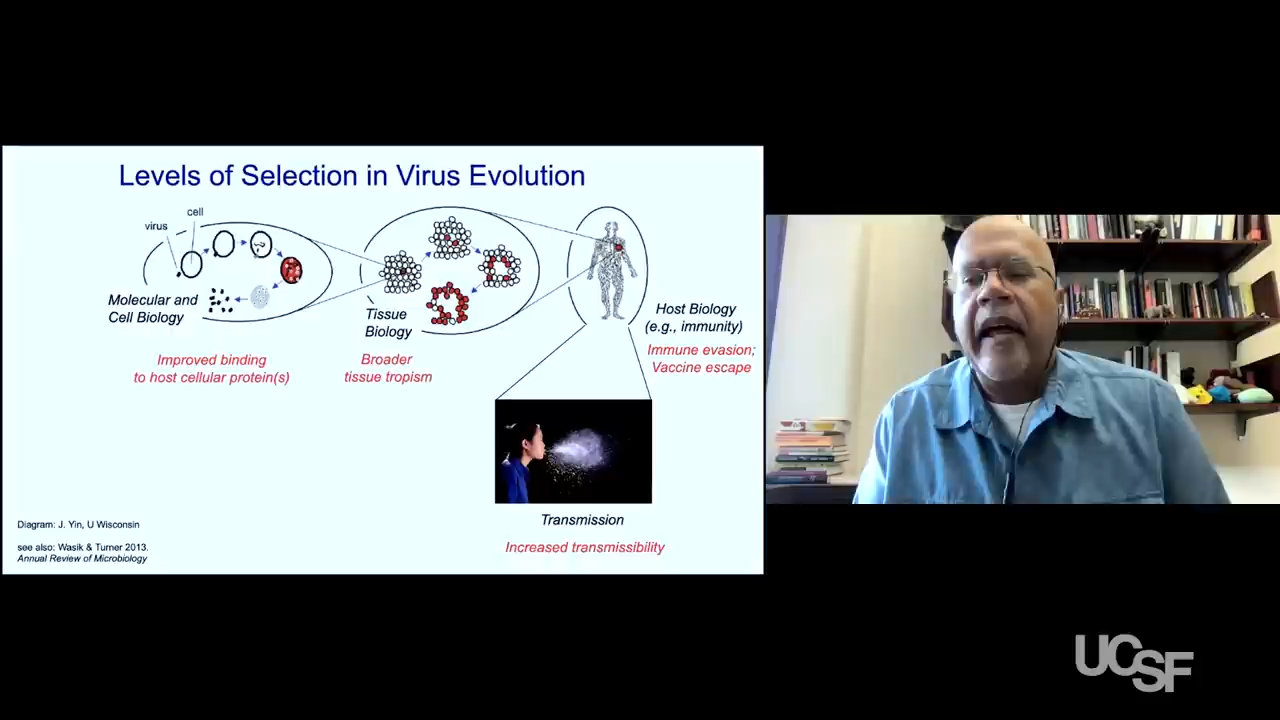 Levels of Selection in Virus Evolution
cell
virus
Molecular and
Cell Biology
Improved binding
to host cellular protein(s)
Tissue
Biology
Broader
tissue tropism
Host Biology
(e.g., immunity)
Immune evasion;
Vaccine escape
Transmission
Increased transmissibility
Diagram: J. Yin, U Wisconsin
see also: Wasik & Turner 2013.
Annual Review of Microbiology
UCSF